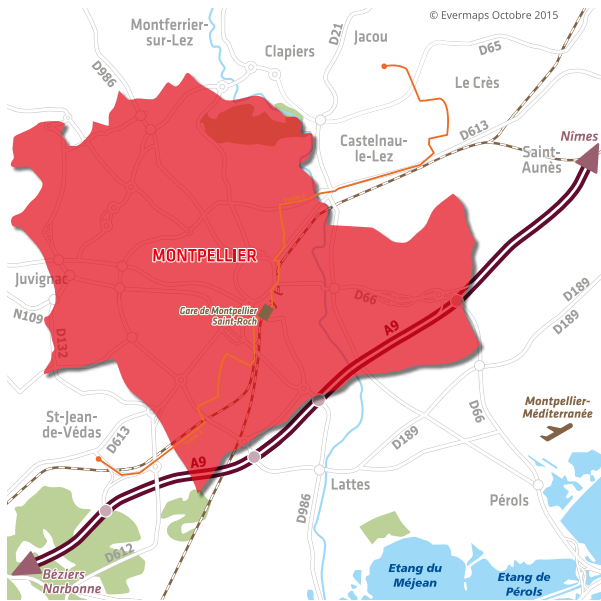 © Evermaps Octobre 2015
Montferrier-
sur-Lez
D21
Jacou
Clapiers
D65
D986
Le Crès
D613
Castelnau-
le-Lez
Nîmes
Saint-
Aunès
MONTPELLIER
Juvignac
D66
D189
N109
Gare de Montpellier
Saint-Roch
D189
A9
D132
Montpellier-
Méditerranée
D66
St-Jean-
de-Védas
D613
D189
A9
Lattes
Pérols
D986
D612
Béziers
Narbonne
Etang du
Méjean
Etang de
Pérols